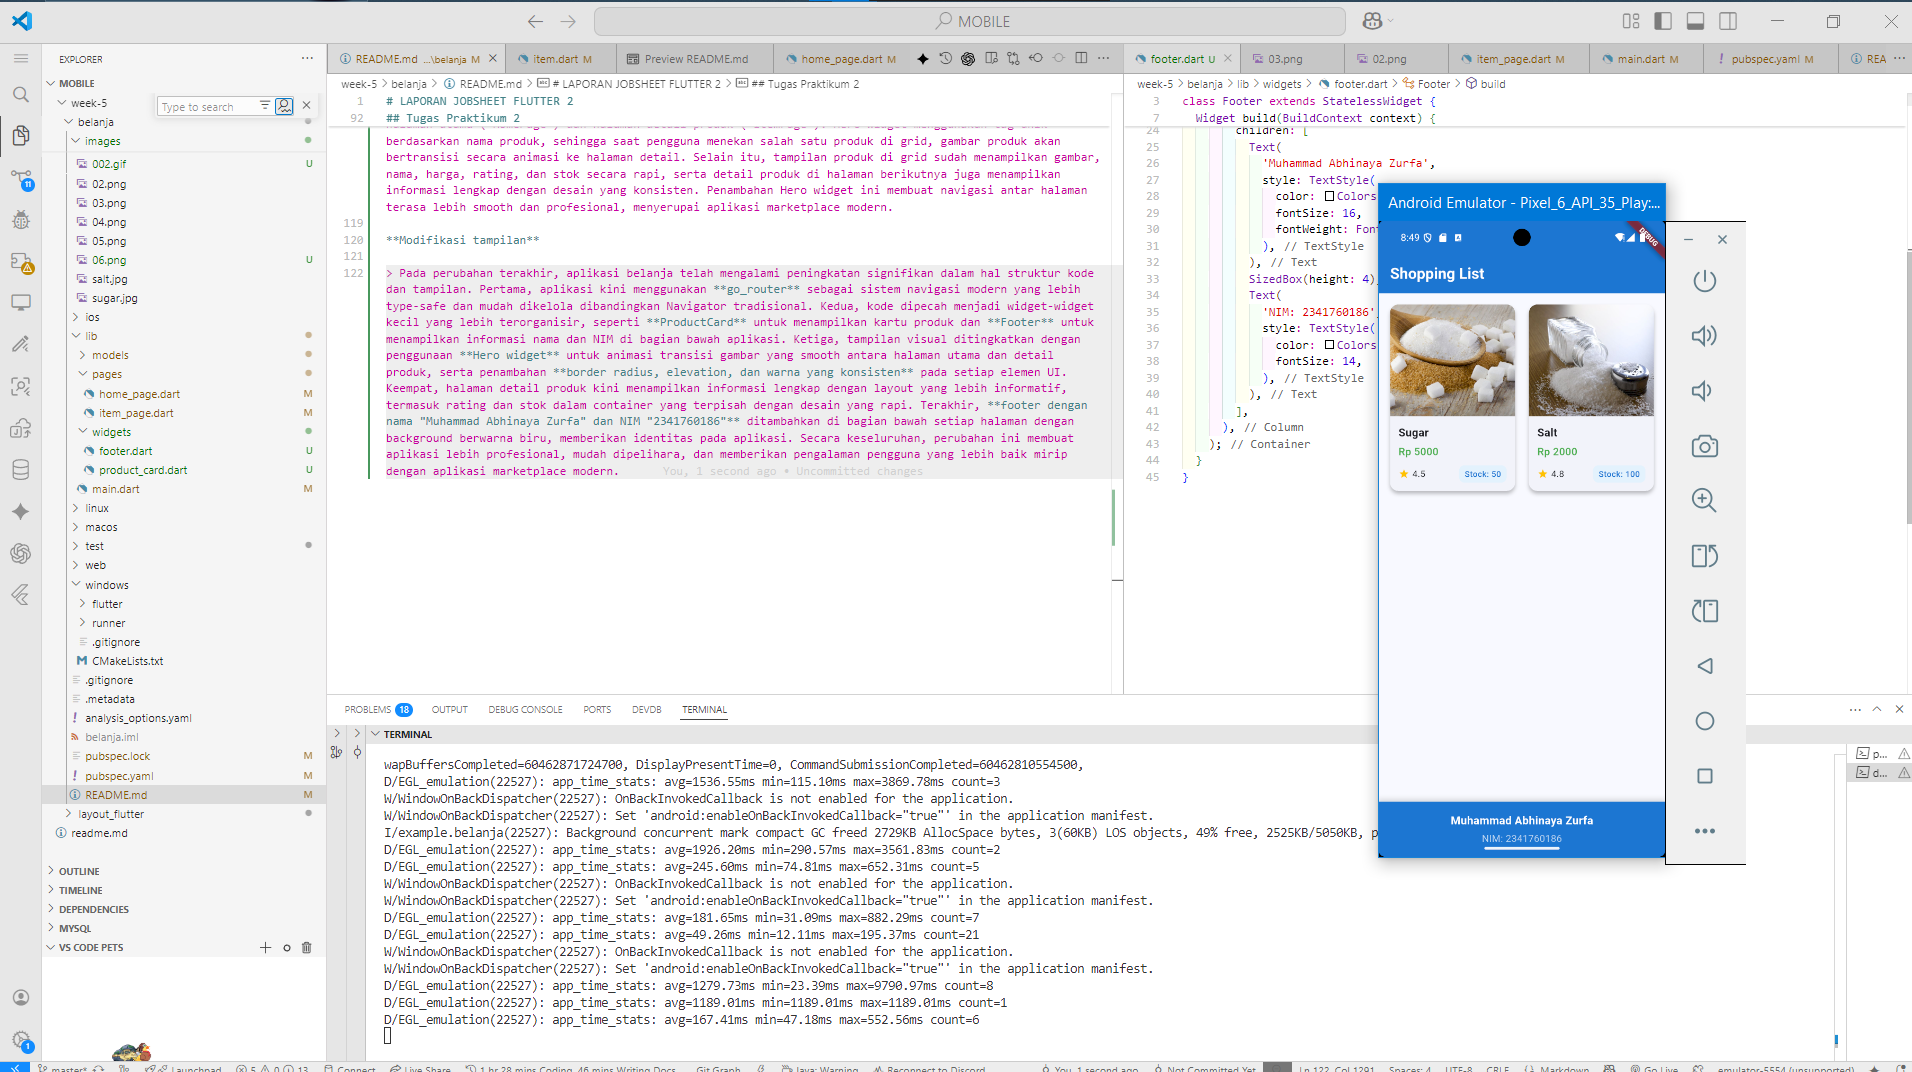 MOBILE
EXPLORER
MOBILE
week-5
Type to search
belanja
images
002.gif U
02.png
03.png
04.png
05.png
06.png U
salt.jpg
sugar.jpg
ios
lib
models
pages
home_page.dart M
item_page.dart M
widgets
footer.dart U
product_card.dart U
main.dart M
linux
macos
test
web
windows
flutter
runner
.gitignore
CMakeLists.txt
.gitignore
.metadata
analysis_options.yaml
belanja.iml
pubspec.lock M
pubspec.yaml M
README.md M
layout_flutter
readme.md
OUTLINE
TIMELINE
DEPENDENCIES
MYSQL
VS CODE PETS
README.md ...\belanja M
item.dart M
Preview README.md
home_page.dart M
week-5 > belanja > README.md > # LAPORAN JOBSHEET FLUTTER 2 > ## Tugas Praktikum 2
1 # LAPORAN JOBSHEET FLUTTER 2
92 ## Tugas Praktikum 2
berdasarkan nama produk, sehingga saat pengguna menekan salah satu produk di grid, gambar produk akan
bertransisi secara animasi ke halaman detail. Selain itu, tampilan produk di grid sudah menampilkan gambar,
nama, harga, rating, dan stok secara rapi, serta detail produk di halaman berikutnya juga menampilkan
informasi lengkap dengan desain yang konsisten. Penambahan Hero widget ini membuat navigasi antar halaman
terasa lebih smooth dan profesional, menyerupai aplikasi marketplace modern.
119
120 **Modifikasi tampilan**
121
122 > Pada perubahan terakhir, aplikasi belanja telah mengalami peningkatan signifikan dalam hal struktur kode
dan tampilan. Pertama, aplikasi kini menggunakan **go_router** sebagai sistem navigasi modern yang lebih
type-safe dan mudah dikelola dibandingkan Navigator tradisional. Kedua, kode dipecah menjadi widget-widget
kecil yang lebih terorganisir, seperti **ProductCard** untuk menampilkan kartu produk dan **Footer** untuk
menampilkan informasi nama dan NIM di bagian bawah aplikasi. Ketiga, tampilan visual ditingkatkan dengan
penggunaan **Hero widget** untuk animasi transisi gambar yang smooth antara halaman utama dan detail
produk, serta penambahan **border radius, elevation, dan warna yang konsisten** pada setiap elemen UI.
Keempat, halaman detail produk kini menampilkan informasi lengkap dengan layout yang lebih informatif,
termasuk rating dan stok dalam container yang terpisah dengan desain yang rapi. Terakhir, **footer dengan
nama "Muhammad Abhinaya Zurfa" dan NIM "2341760186"** ditambahkan di bagian bawah setiap halaman dengan
background berwarna biru, memberikan identitas pada aplikasi. Secara keseluruhan, perubahan ini membuat
aplikasi lebih profesional, mudah dipelihara, dan memberikan pengalaman pengguna yang lebih baik mirip
dengan aplikasi marketplace modern. You, 1 second ago • Uncommitted changes
footer.dart U
03.png
02.png
item_page.dart M
main.dart M
pubspec.yaml M
REA
week-5 > belanja > lib > widgets > footer.dart > Footer > build
3 class Footer extends StatelessWidget {
7 Widget build(BuildContext context) {
24 children: [
25 Text(
26 'Muhammad Abhinaya Zurfa',
27 style: TextStyle(
28 color: Colors
29 fontSize: 16,
30 fontWeight: Fon
31 ), // TextStyle
32 ), // Text
33 SizedBox(height: 4)
34 Text(
35 'NIM: 2341760186'
36 style: TextStyle(
37 color: Colors
38 fontSize: 14,
39 ), // TextStyle
40 ), // Text
41 ],
42 ), // Column
43 ); // Container
44 }
45 }
Android Emulator - Pixel_6_API_35_Play:...
8:49
DEBUG
Shopping List
Sugar
Rp 5000
4.5 Stock: 50
Salt
Rp 2000
4.8 Stock: 100
Muhammad Abhinaya Zurfa
NIM: 2341760186
PROBLEMS 18 OUTPUT DEBUG CONSOLE PORTS DEVDB TERMINAL
TERMINAL
wapBuffersCompleted=60462871724700, DisplayPresentTime=0, CommandSubmissionCompleted=60462810554500,
D/EGL_emulation(22527): app_time_stats: avg=1536.55ms min=115.10ms max=3869.78ms count=3
W/WindowOnBackDispatcher(22527): OnBackInvokedCallback is not enabled for the application.
W/WindowOnBackDispatcher(22527): Set 'android:enableOnBackInvokedCallback="true"' in the application manifest.
I/example.belanja(22527): Background concurrent mark compact GC freed 2729KB AllocSpace bytes, 3(60KB) LOS objects, 49% free, 2525KB/5050KB, p
D/EGL_emulation(22527): app_time_stats: avg=1926.20ms min=290.57ms max=3561.83ms count=2
D/EGL_emulation(22527): app_time_stats: avg=245.60ms min=74.81ms max=652.31ms count=5
W/WindowOnBackDispatcher(22527): OnBackInvokedCallback is not enabled for the application.
W/WindowOnBackDispatcher(22527): Set 'android:enableOnBackInvokedCallback="true"' in the application manifest.
D/EGL_emulation(22527): app_time_stats: avg=181.65ms min=31.09ms max=882.29ms count=7
D/EGL_emulation(22527): app_time_stats: avg=49.26ms min=12.11ms max=195.37ms count=21
W/WindowOnBackDispatcher(22527): OnBackInvokedCallback is not enabled for the application.
W/WindowOnBackDispatcher(22527): Set 'android:enableOnBackInvokedCallback="true"' in the application manifest.
D/EGL_emulation(22527): app_time_stats: avg=1279.73ms min=23.39ms max=9790.97ms count=8
D/EGL_emulation(22527): app_time_stats: avg=1189.01ms min=1189.01ms max=1189.01ms count=1
D/EGL_emulation(22527): app_time_stats: avg=167.41ms min=47.18ms max=552.56ms count=6
p...
d...
master* Launchpad 5 0 13 Connect Live Share 1 hr 28 mins Coding, 46 mins Writing Docs Git Graph Java: Warning Reconnect to Discord You, 1 second ago Not Committed Yet Ln 122, Col 1291 Spaces: 4 UTF-8 CRLF Markdown Go Live emulator-5554 (unsupported)